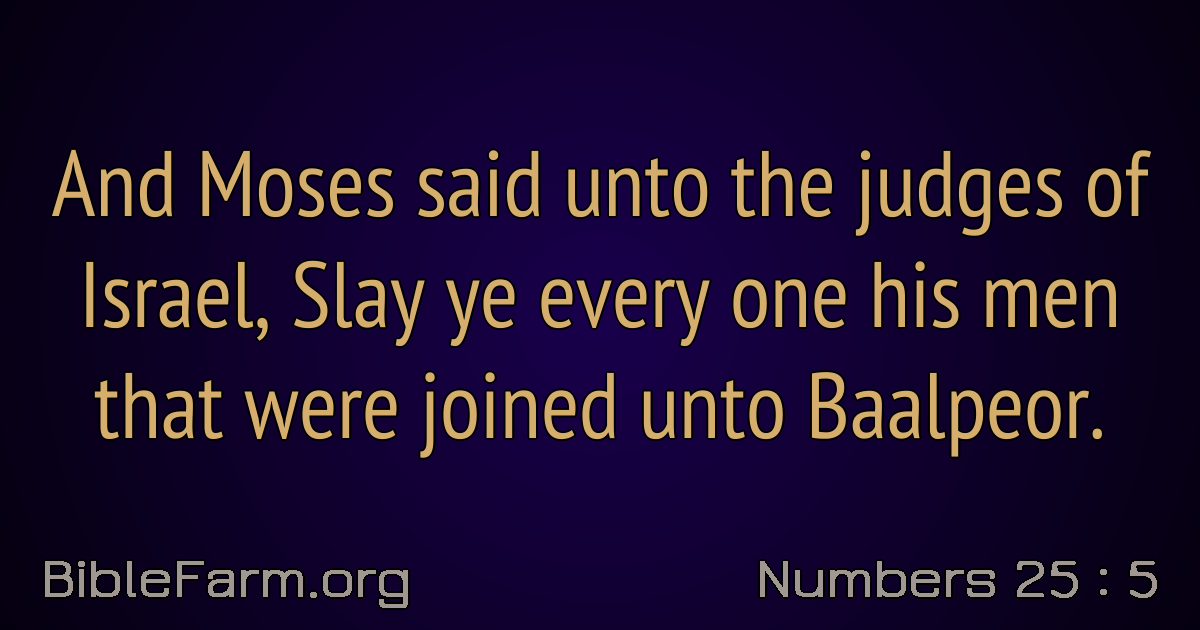 And Moses said unto the judges of
Israel, Slay ye every one his men
that were joined unto Baalpeor.
BibleFarm.org
Numbers 25 : 5